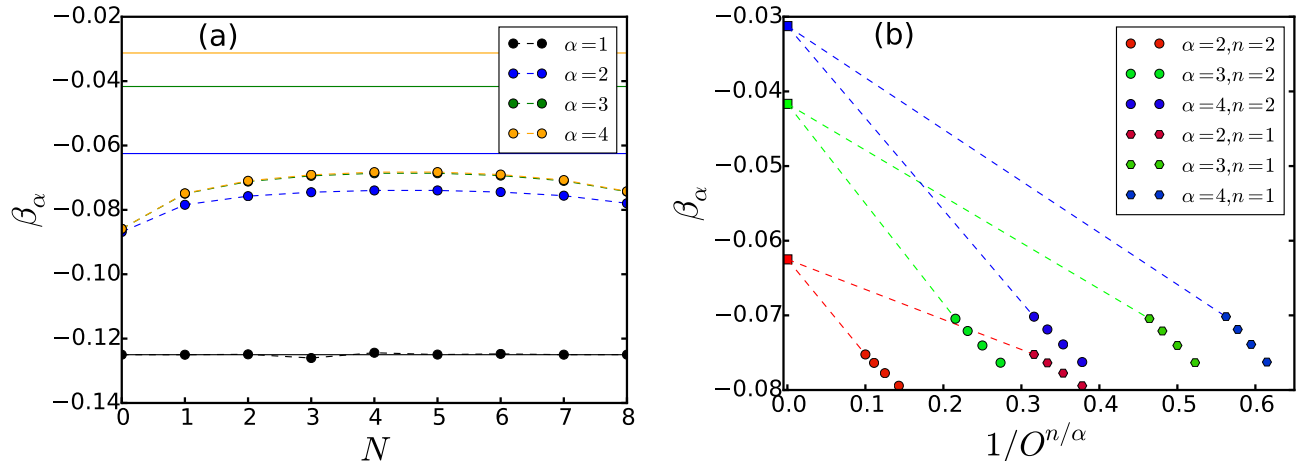 (a)
−0.02
−0.04
−0.06
−0.08
−0.10
−0.12
−0.14
β_α
0 1 2 3 4 5 6 7 8
N
α=1
α=2
α=3
α=4
(b)
−0.03
−0.04
−0.05
−0.06
−0.07
−0.08
β_α
0.0 0.1 0.2 0.3 0.4 0.5 0.6
1/O^{n/α}
α=2,n=2
α=3,n=2
α=4,n=2
α=2,n=1
α=3,n=1
α=4,n=1